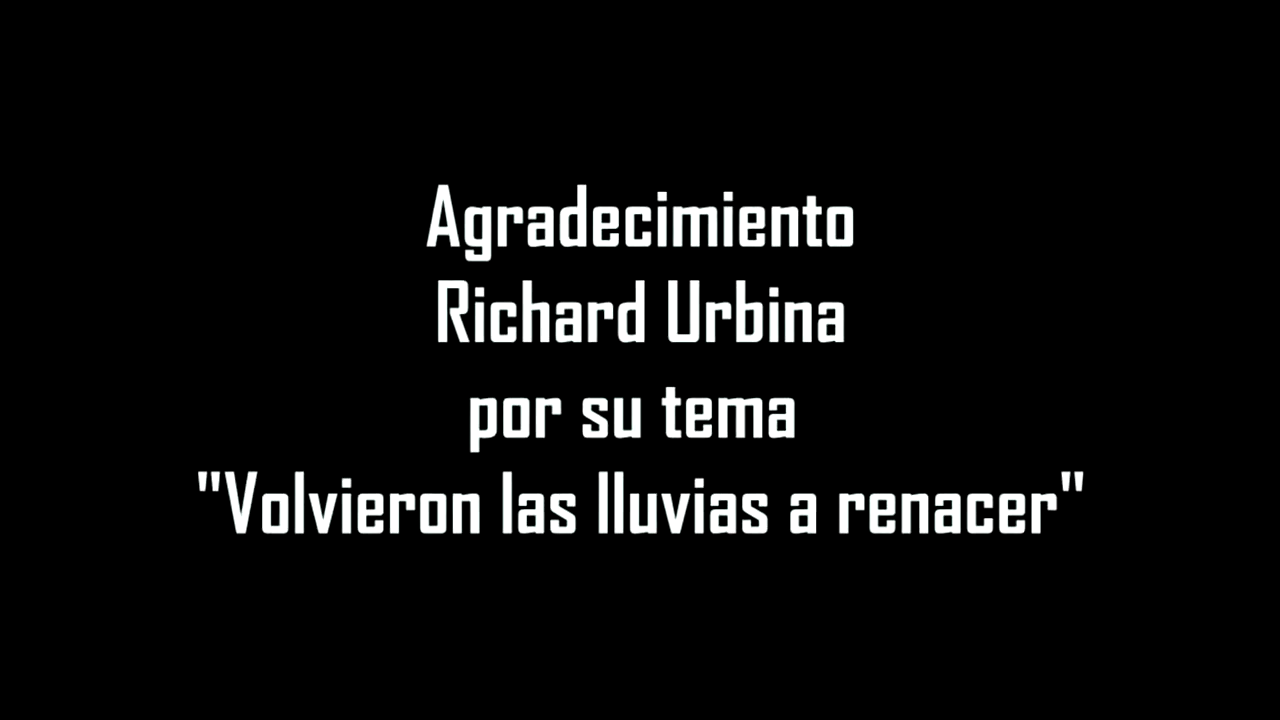 Agradecimiento
Richard Urbina
por su tema
"Volvieron las lluvias a renacer"